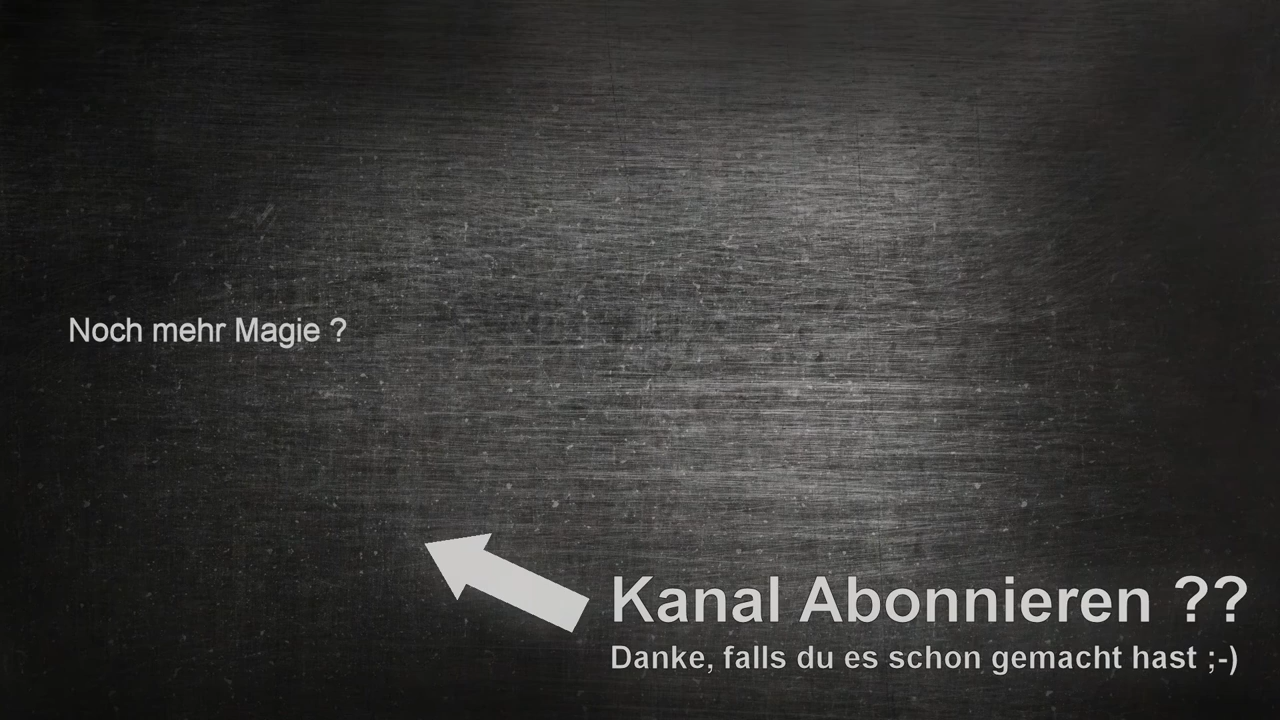 Noch mehr Magie ?
Kanal Abonnieren ??
Danke, falls du es schon gemacht hast ;-)